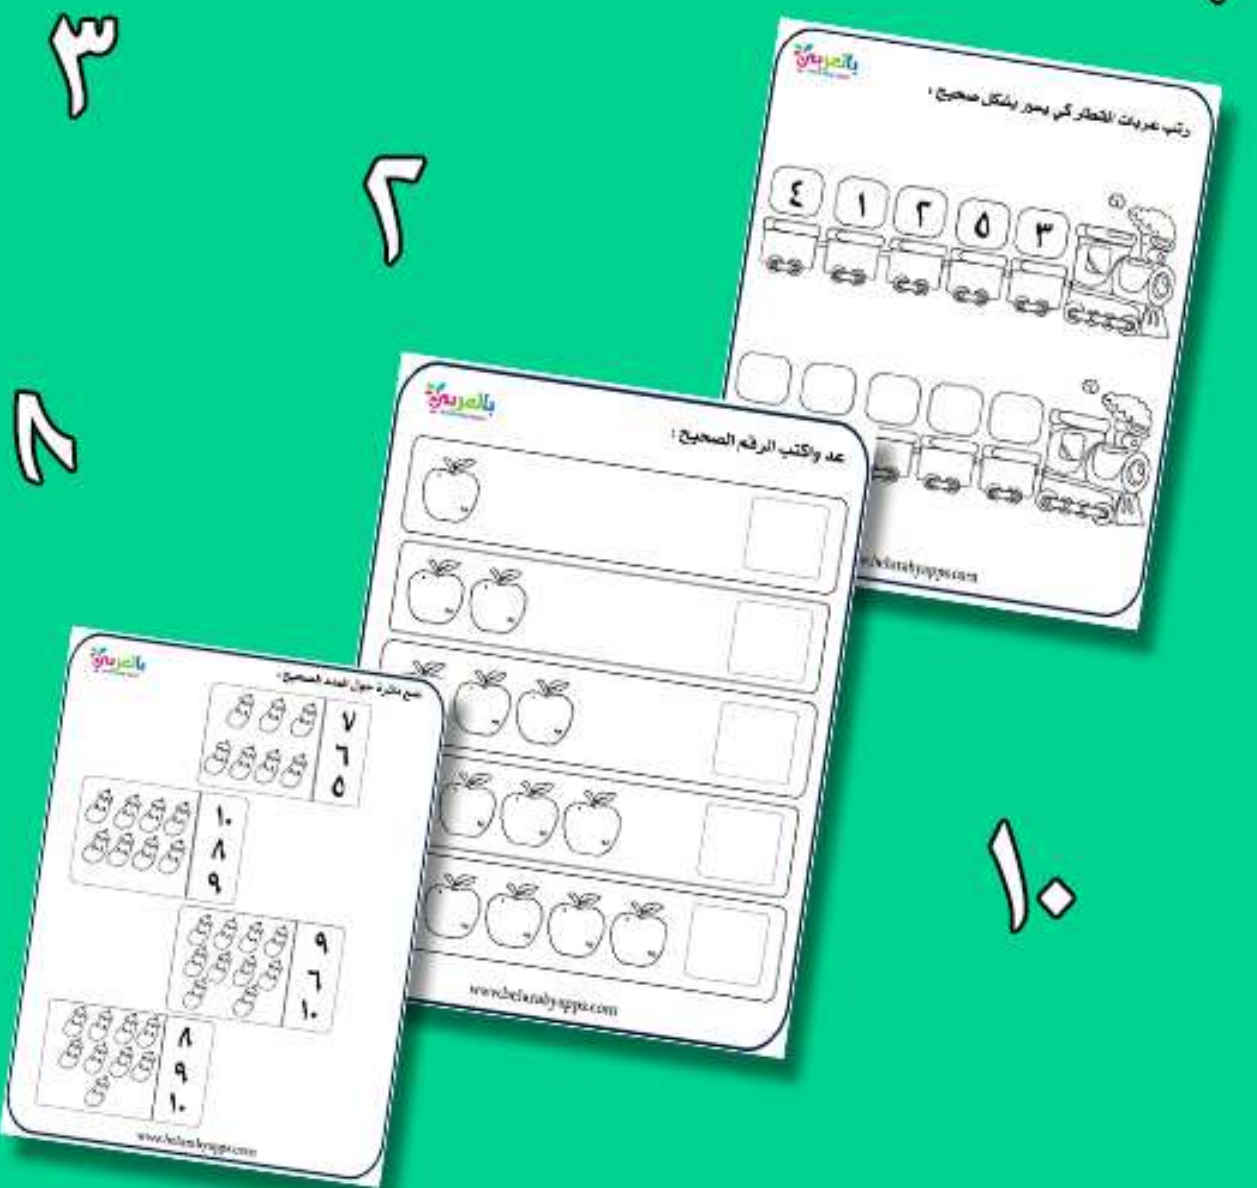 ٣
٢
٨
١٠
بالعربي
رتب عربات القطار كي يسير بشكل صحيح :
٤ ١ ٢ ٥ ٣
belarabyapps.com
بالعربي
عد واكتب الرقم الصحيح :
www.belarabyapps.com
بالعربي
ضع دائرة حول العدد الصحيح :
٧
٦
٥
١٠
٨
٩
٩
٦
١٠
٨
٩
١٠
www.belarabyapps.com